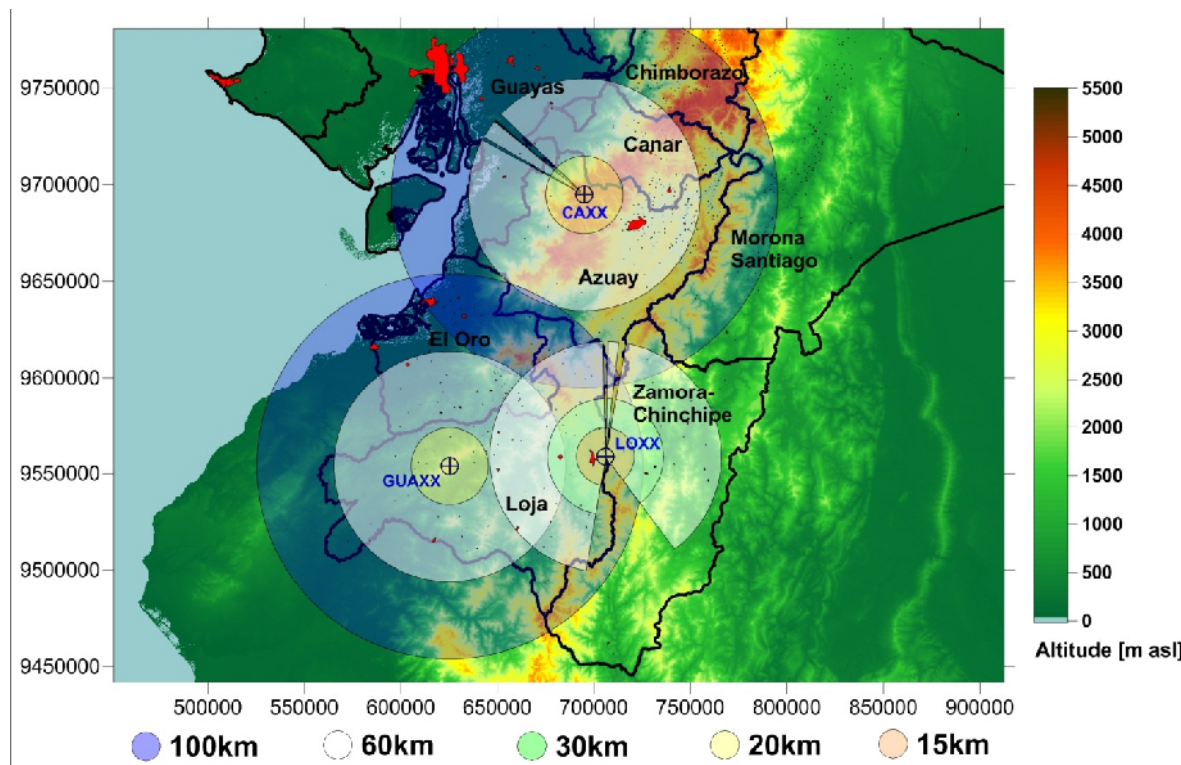 9750000
9700000
9650000
9600000
9550000
9500000
9450000
Guayas
Chimborazo
Canar
CAXX
Morona
Santiago
Azuay
El Oro
Zamora-
Chinchipe
LOXX
GUAXX
Loja
5500
5000
4500
4000
3500
3000
2500
2000
1500
1000
500
0
Altitude [m asl]
500000 550000 600000 650000 700000 750000 800000 850000 900000
100km 60km 30km 20km 15km